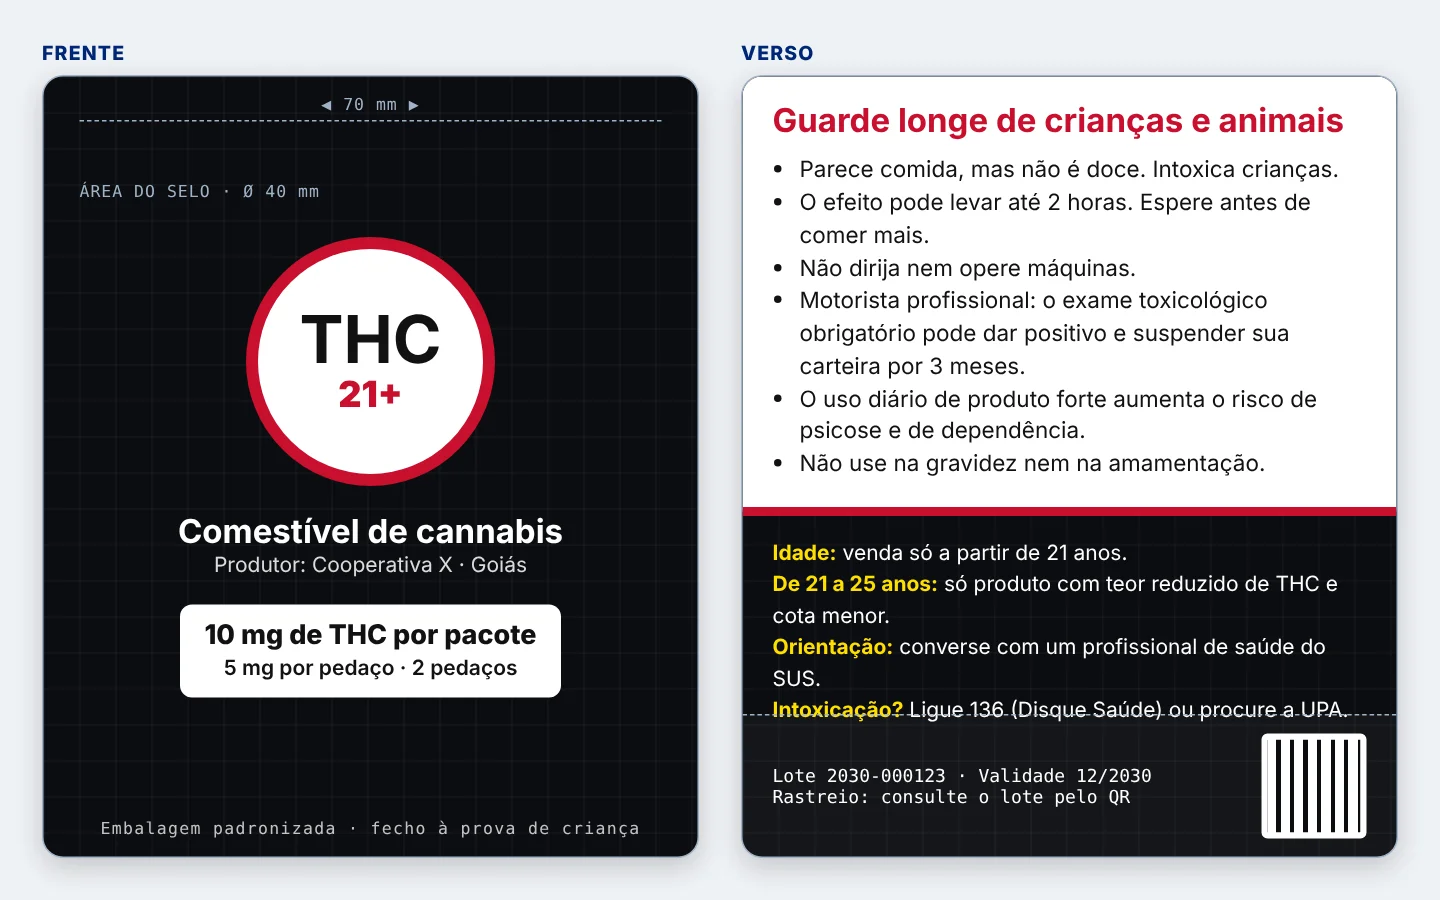 FRENTE
◀ 70 mm ▶
ÁREA DO SELO · Ø 40 mm
THC
21+
Comestível de cannabis
Produtor: Cooperativa X · Goiás
10 mg de THC por pacote
5 mg por pedaço · 2 pedaços
Embalagem padronizada · fecho à prova de criança
VERSO
Guarde longe de crianças e animais
• Parece comida, mas não é doce. Intoxica crianças.
• O efeito pode levar até 2 horas. Espere antes de
comer mais.
• Não dirija nem opere máquinas.
• Motorista profissional: o exame toxicológico
obrigatório pode dar positivo e suspender sua
carteira por 3 meses.
• O uso diário de produto forte aumenta o risco de
psicose e de dependência.
• Não use na gravidez nem na amamentação.
Idade: venda só a partir de 21 anos.
De 21 a 25 anos: só produto com teor reduzido de THC e
cota menor.
Orientação: converse com um profissional de saúde do
SUS.
Intoxicação? Ligue 136 (Disque Saúde) ou procure a UPA.
Lote 2030-000123 · Validade 12/2030
Rastreio: consulte o lote pelo QR